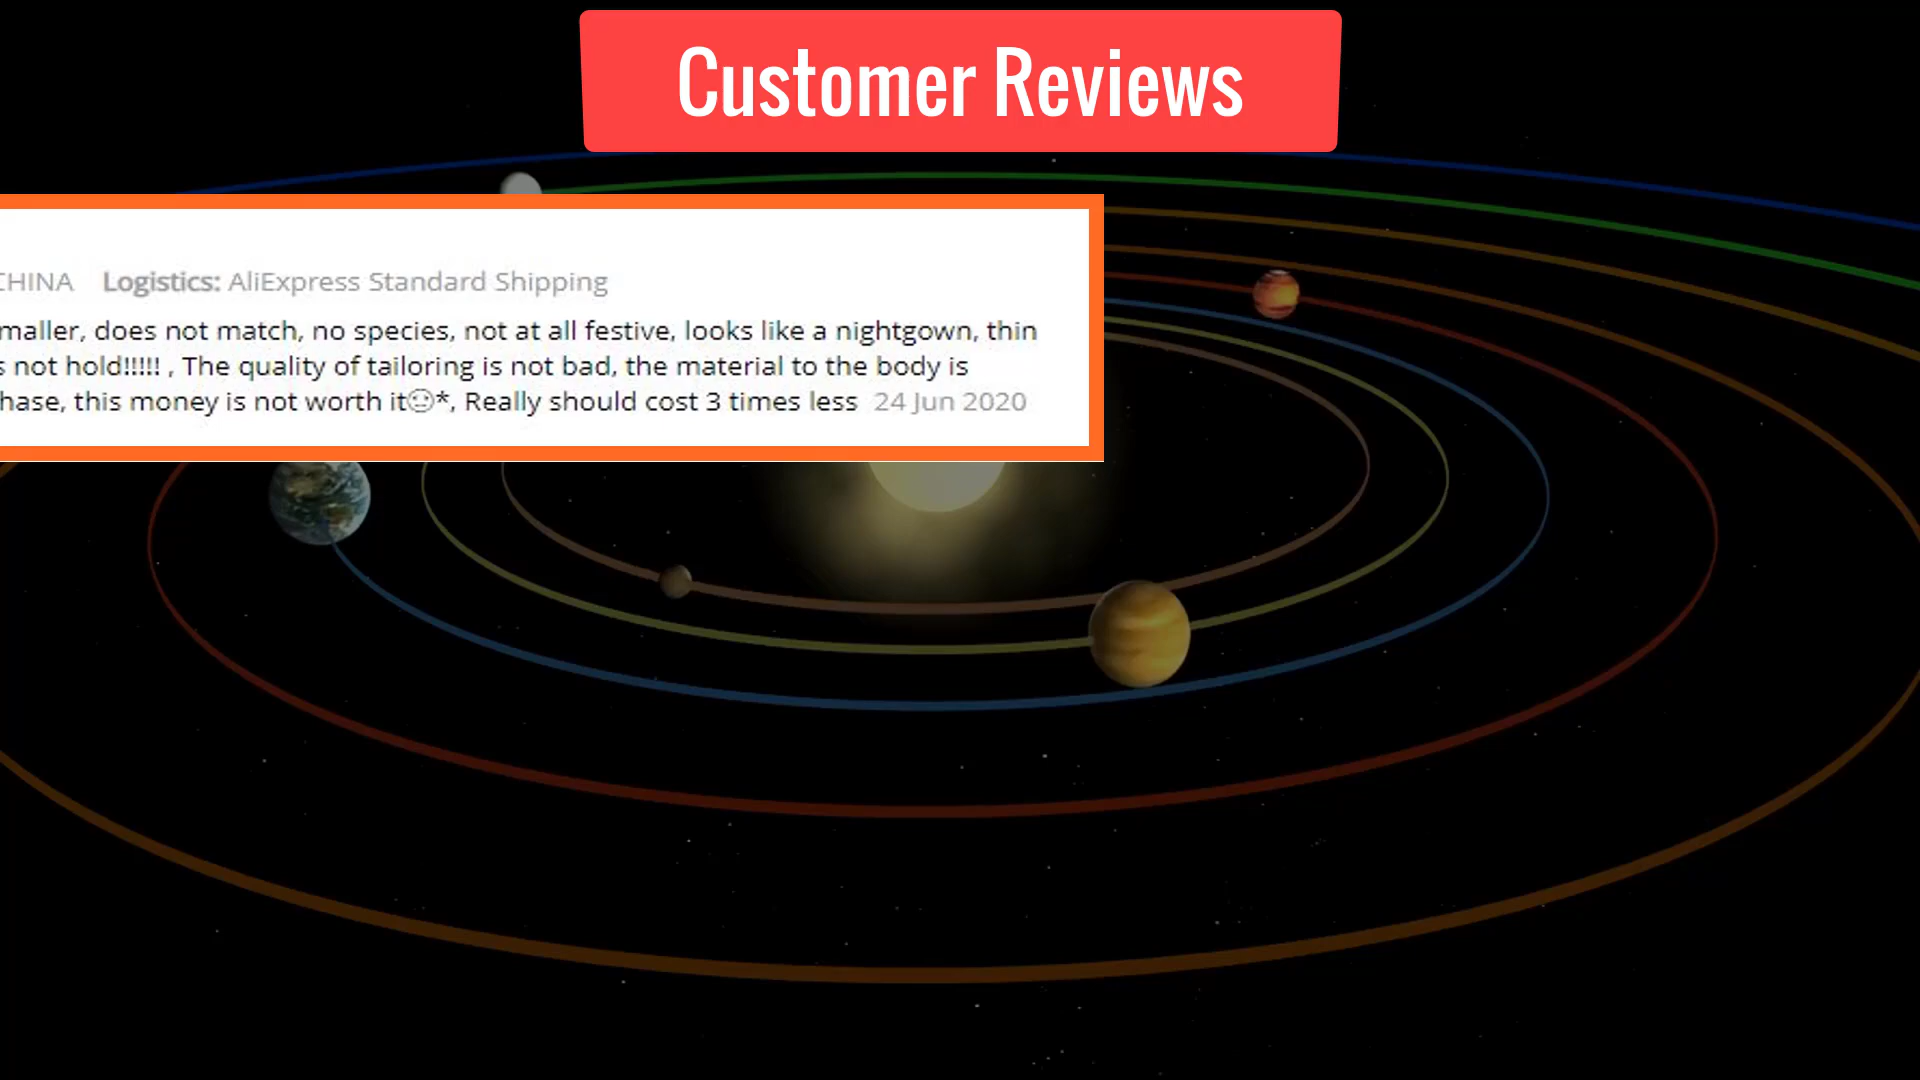 Customer Reviews
CHINA Logistics: AliExpress Standard Shipping
maller, does not match, no species, not at all festive, looks like a nightgown, thin
s not hold!!!!! , The quality of tailoring is not bad, the material to the body is
hase, this money is not worth it😐*, Really should cost 3 times less 24 Jun 2020